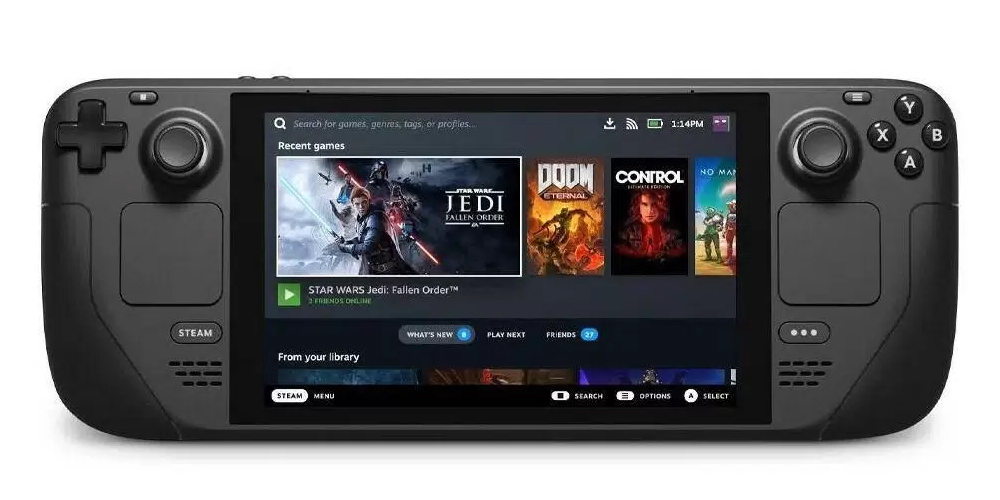 Search for games, genres, tags, or profiles...
1:14PM
Recent games
STAR WARS
JEDI
FALLEN ORDER
EA
DOOM
ETERNAL
CONTROL
ULTIMATE EDITION
NO MAN
STAR WARS Jedi: Fallen Order™
3 FRIENDS ONLINE
WHAT'S NEW 8 PLAY NEXT FRIENDS 27
From your library
STEAM MENU SEARCH OPTIONS A SELECT
STEAM
Y
X
B
A